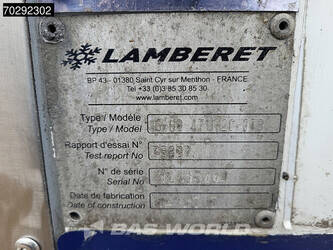 70292302
LAMBERET
BP 43 - 01380 Saint Cyr sur Menthon - FRANCE
Tel +33 (0)3 85 30 85 30
www.lamberet.com
Type / Modèle
Type / Model
Rapport d'essai N°
Test report No
N° de série
Serial No
Date de fabrication
Date of construction
BAS WORLD